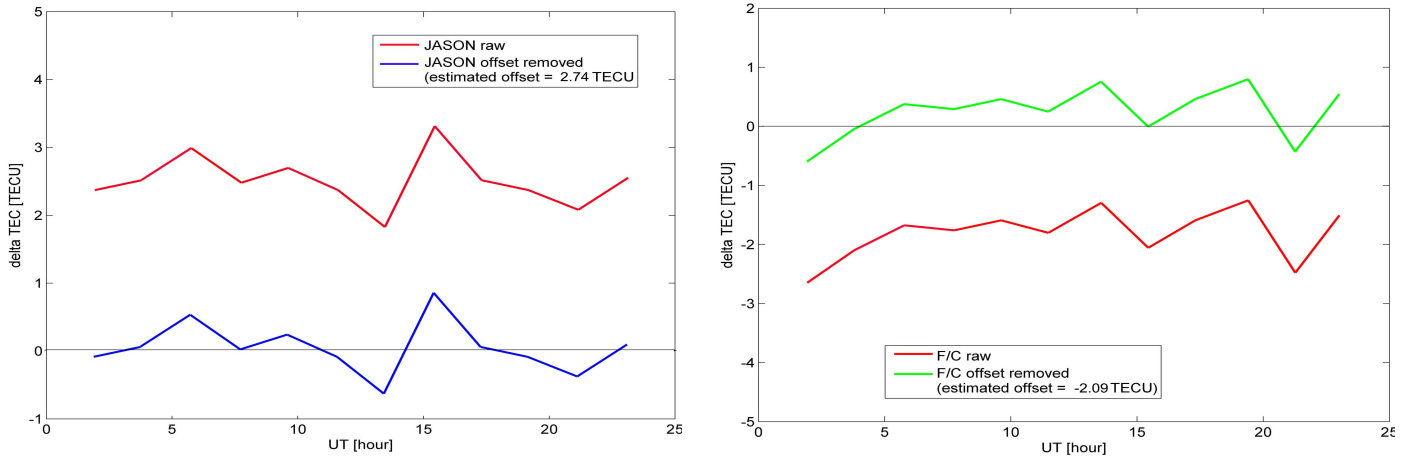 5
4
3
2
1
0
-1
delta TEC [TECU]
JASON raw
JASON offset removed
(estimated offset = 2.74 TECU
0
5
10
15
20
25
UT [hour]
2
1
0
-1
-2
-3
-4
-5
delta TEC [TECU]
F/C raw
F/C offset removed
(estimated offset = -2.09 TECU)
0
5
10
15
20
25
UT [hour]